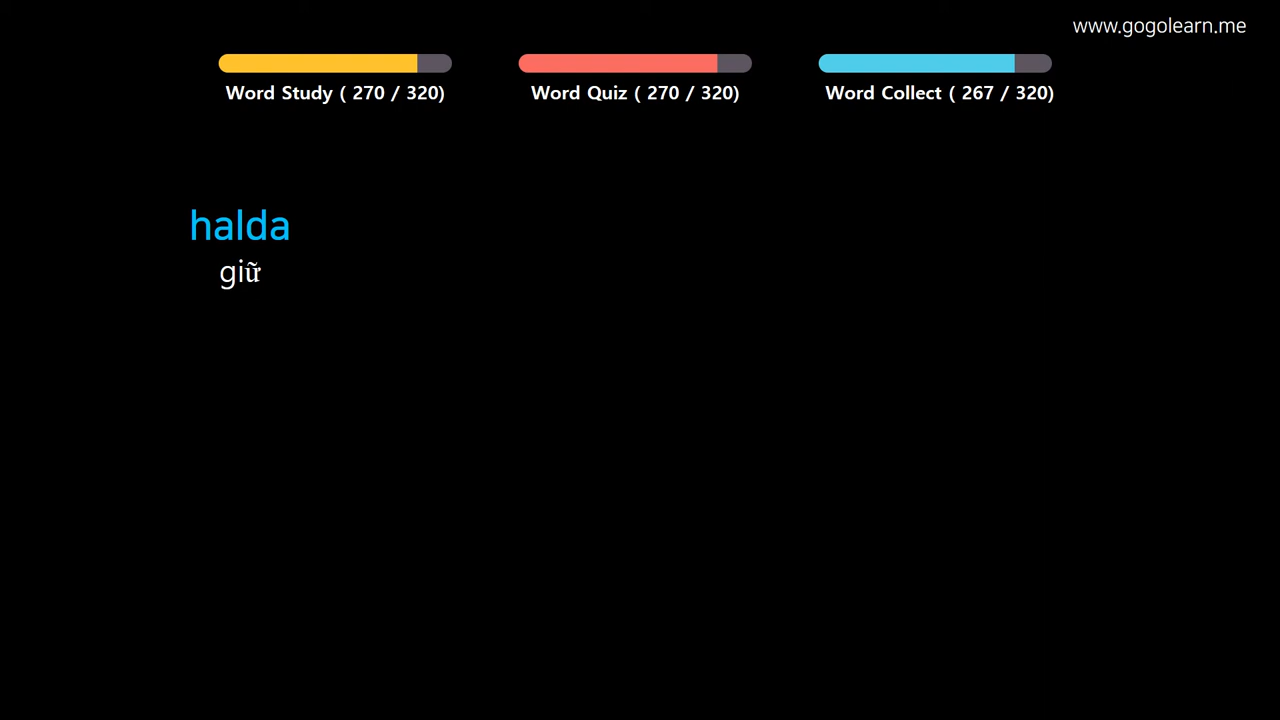 www.gogolearn.me
Word Study ( 270 / 320)
Word Quiz ( 270 / 320)
Word Collect ( 267 / 320)
halda
giữ